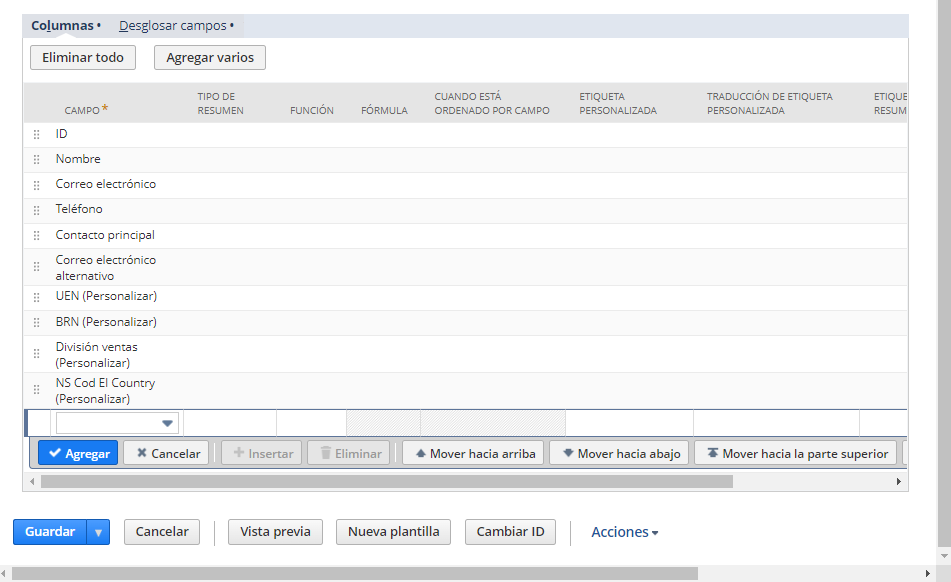 Columnas • Desglosar campos •
Eliminar todo Agregar varios
CAMPO * TIPO DE RESUMEN FUNCIÓN FÓRMULA CUANDO ESTÁ ORDENADO POR CAMPO ETIQUETA PERSONALIZADA TRADUCCIÓN DE ETIQUETA PERSONALIZADA ETIQUE RESUM
ID
Nombre
Correo electrónico
Teléfono
Contacto principal
Correo electrónico
alternativo
UEN (Personalizar)
BRN (Personalizar)
División ventas
(Personalizar)
NS Cod EI Country
(Personalizar)
Agregar Cancelar Insertar Eliminar Mover hacia arriba Mover hacia abajo Mover hacia la parte superior
Guardar Cancelar Vista previa Nueva plantilla Cambiar ID Acciones